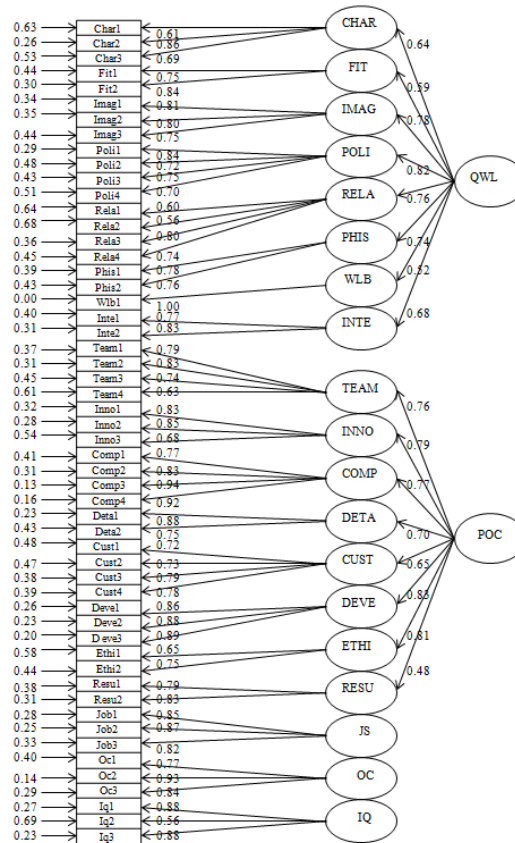 0.63 Char1 0.61 CHAR
0.26 Char2 0.86 0.64
0.53 Char3 0.69
0.44 Fit1 0.75 FIT
0.30 Fit2 0.84 0.59
0.34 Imag1 0.81
0.35 Imag2 0.80 IMAG 0.78
0.44 Imag3 0.75
0.29 Poli1 0.84 POLI
0.48 Poli2 0.72 0.82
0.43 Poli3 0.75 QWL
0.51 Poli4 0.70 RELA 0.76
0.64 Rela1 0.60
0.68 Rela2 0.56
0.36 Rela3 0.80 PHIS
0.45 Rela4 0.74 0.74
0.39 Phis1 0.78
0.43 Phis2 0.76 WLB 0.52
0.00 Wlb1 1.00
0.40 Inte1 0.77 INTE
0.31 Inte2 0.83 0.68
0.37 Team1 0.79
0.31 Team2 0.83
0.45 Team3 0.74
0.61 Team4 0.63 TEAM
0.32 Inno1 0.83 0.76
0.28 Inno2 0.85 INNO
0.54 Inno3 0.68 0.79
0.41 Comp1 0.77
0.31 Comp2 0.83 COMP 0.77
0.13 Comp3 0.94
0.16 Comp4 0.92
0.23 Deta1 0.88 DETA 0.70
0.43 Deta2 0.75 POC
0.48 Cust1 0.72
0.47 Cust2 0.73 CUST 0.65
0.38 Cust3 0.79
0.39 Cust4 0.78 0.83
0.26 Deve1 0.86 DEVE
0.23 Deve2 0.88
0.20 D eve3 0.89
0.58 Ethi1 0.65 ETHI 0.81
0.44 Ethi2 0.75
0.38 Resu1 0.79 RESU 0.48
0.31 Resu2 0.83
0.28 Job1 0.85
0.25 Job2 0.87 JS
0.33 Job3 0.82
0.40 Oc1 0.77
0.14 Oc2 0.93 OC
0.29 Oc3 0.84
0.27 Iq1 0.88
0.69 Iq2 0.56 IQ
0.23 Iq3 0.88